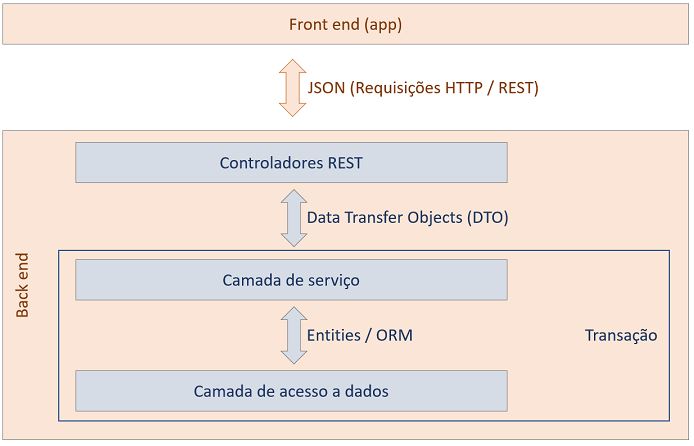 Front end (app)
JSON (Requisições HTTP / REST)
Back end
Controladores REST
Data Transfer Objects (DTO)
Camada de serviço
Entities / ORM
Transação
Camada de acesso a dados